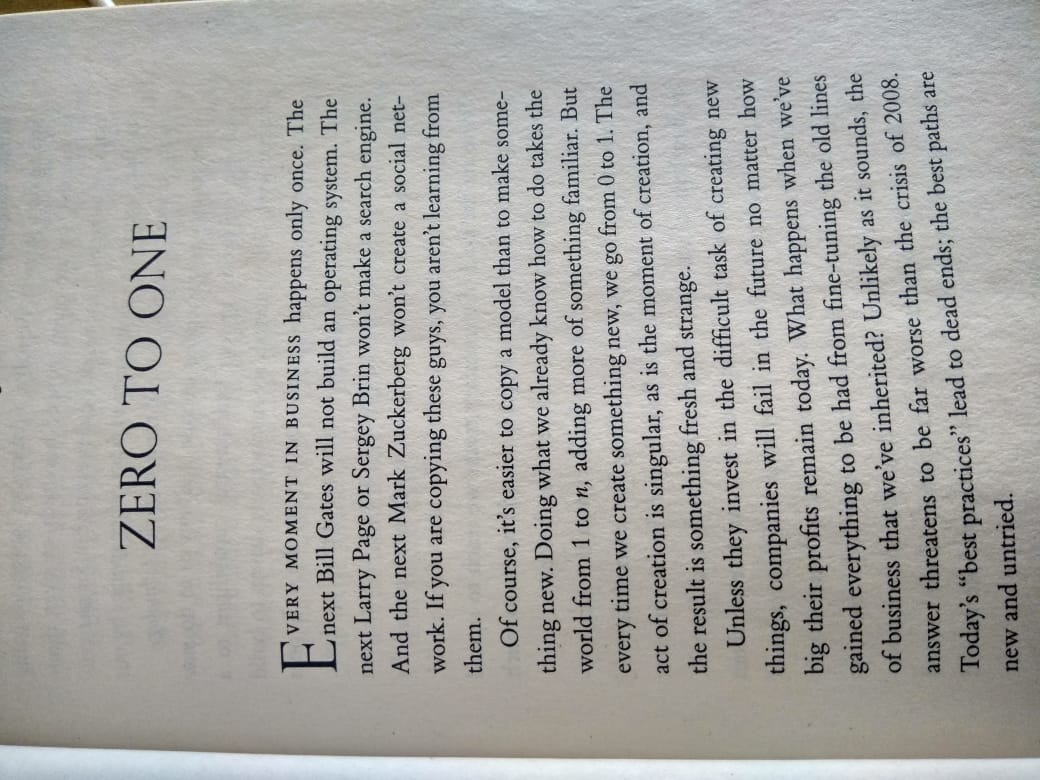 ZERO TO ONE
EVERY MOMENT IN BUSINESS happens only once. The
next Bill Gates will not build an operating system. The
next Larry Page or Sergey Brin won't make a search engine.
And the next Mark Zuckerberg won't create a social net-
work. If you are copying these guys, you aren't learning from
them.
Of course, it's easier to copy a model than to make some-
thing new. Doing what we already know how to do takes the
world from 1 to n, adding more of something familiar. But
every time we create something new, we go from 0 to 1. The
act of creation is singular, as is the moment of creation, and
the result is something fresh and strange.
Unless they invest in the difficult task of creating new
things, companies will fail in the future no matter how
big their profits remain today. What happens when we've
gained everything to be had from fine-tuning the old lines
of business that we've inherited? Unlikely as it sounds, the
answer threatens to be far worse than the crisis of 2008.
Today's “best practices” lead to dead ends; the best paths are
new and untried.